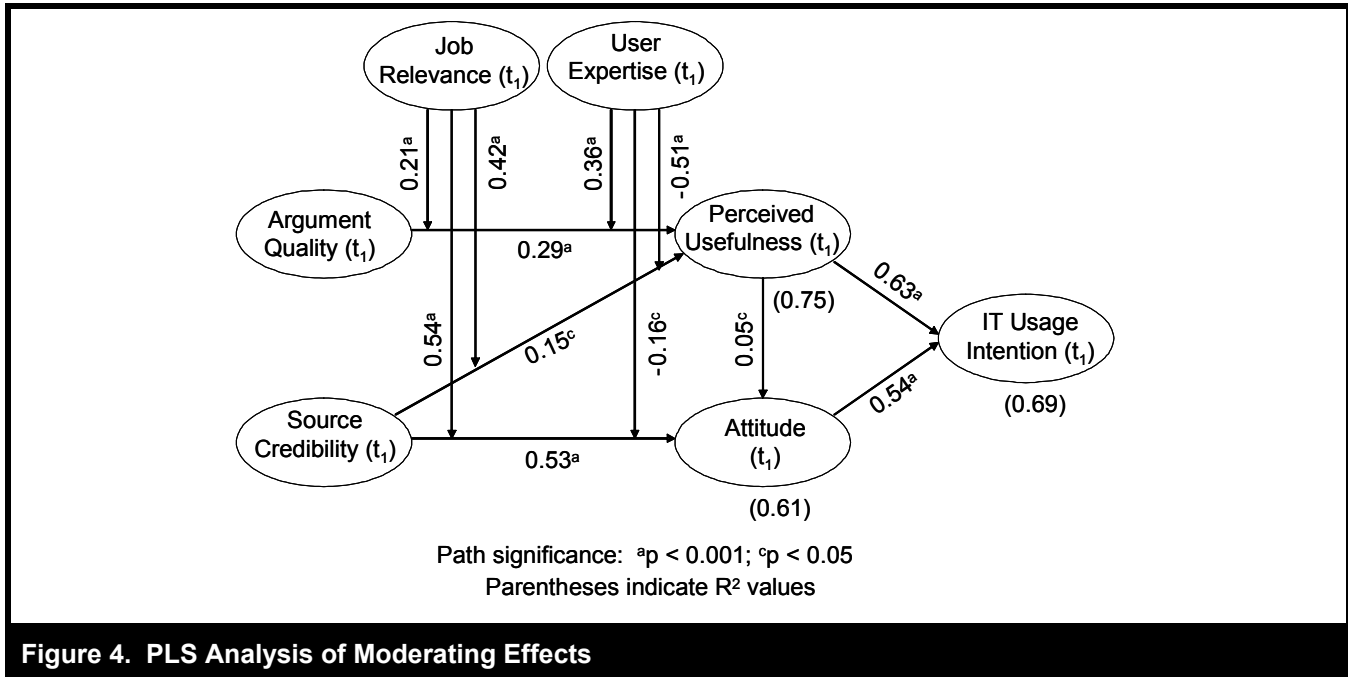 Job
Relevance (t₁)
User
Expertise (t₁)
0.21ᵃ
0.42ᵃ
0.36ᵃ
-0.51ᵃ
Argument
Quality (t₁)
0.29ᵃ
Perceived
Usefulness (t₁)
(0.75)
0.63ᵃ
0.54ᵃ
0.15ᶜ
-0.16ᶜ
0.05ᶜ
IT Usage
Intention (t₁)
(0.69)
0.54ᵃ
Source
Credibility (t₁)
0.53ᵃ
Attitude
(t₁)
(0.61)
Path significance: ᵃp < 0.001; ᶜp < 0.05
Parentheses indicate R² values
Figure 4. PLS Analysis of Moderating Effects